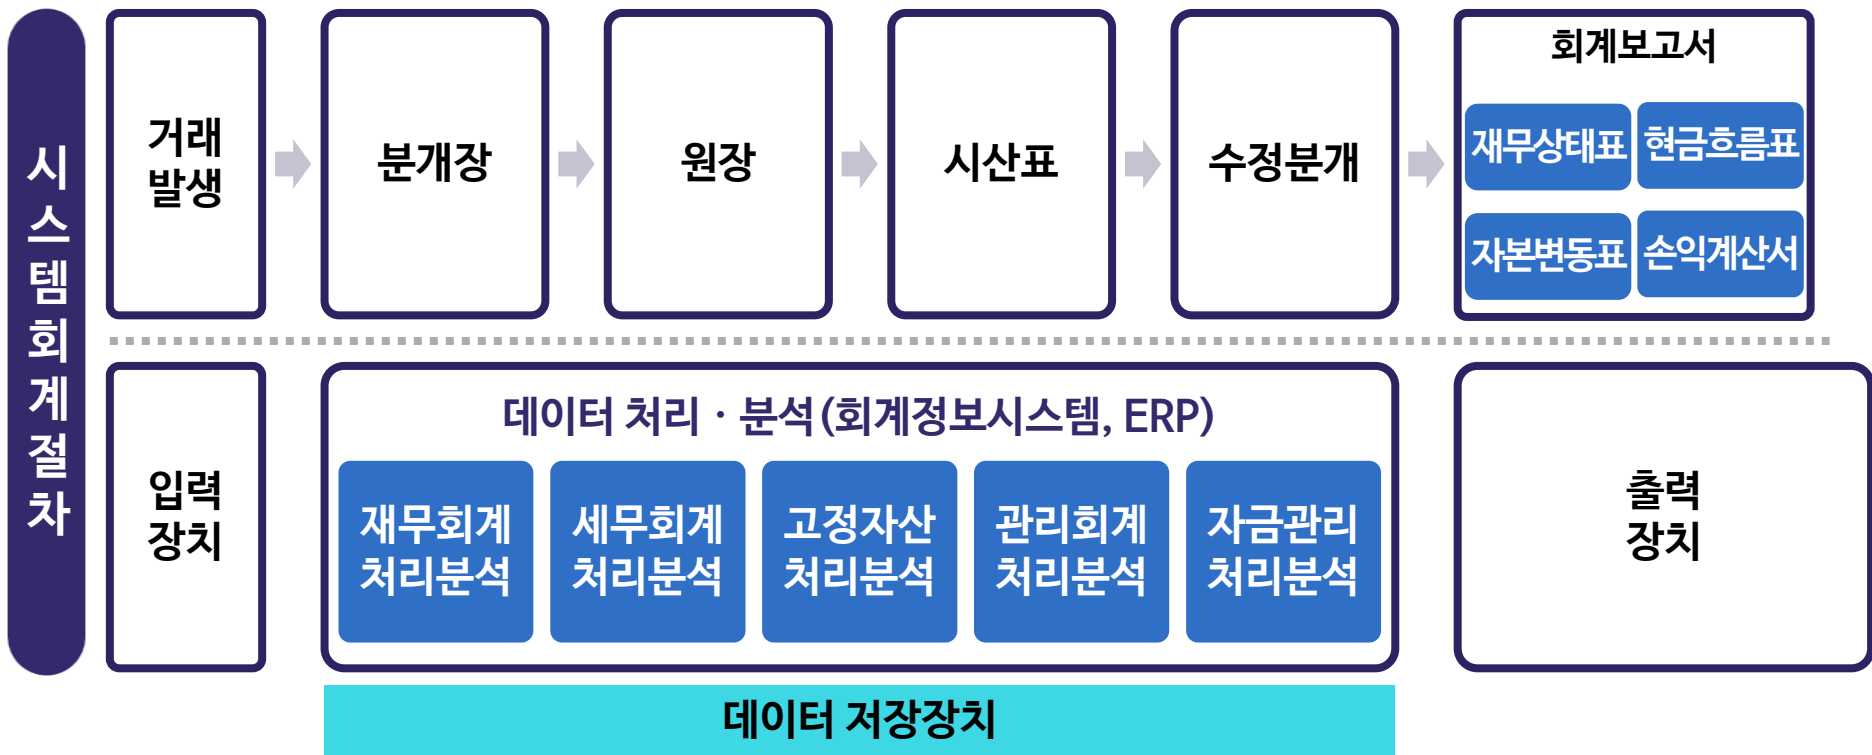 시스템회계절차
거래
발생
분개장
원장
시산표
수정분개
회계보고서
재무상태표
현금흐름표
자본변동표
손익계산서
입력
장치
데이터 처리 · 분석(회계정보시스템, ERP)
재무회계
처리분석
세무회계
처리분석
고정자산
처리분석
관리회계
처리분석
자금관리
처리분석
출력
장치
데이터 저장장치